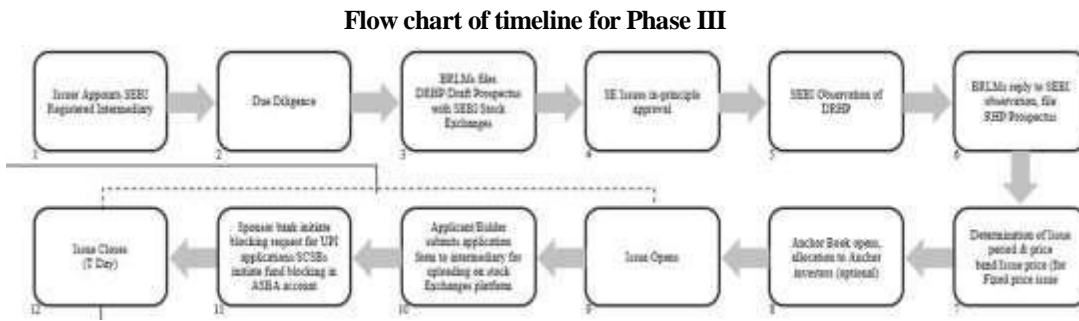 Flow chart of timeline for Phase III
Issuer Appoints SEBI
Registered Intermediary
1
Due Diligence
2
BRLMs files
DRHP Draft Prospectus
with SEBI Stock
Exchanges
3
SE Issues in-principle
approval
4
SEBI Observation of
DRHP
5
BRLMs reply to SEBI
observation, file
RHP Prospectus
6
Determination of Issue
period & price
band Issue price (for
Fixed price issue
7
Anchor Book opens,
allocation to Anchor
investors (optional)
8
Issue Opens
9
Applicant Bidder
submits application
form to intermediary for
uploading on stock
Exchanges platform
10
Sponsor bank initiate
blocking request for UPI
applications SCSBs
initiate fund blocking in
ASBA account
11
Issue Closes
(T Day)
12